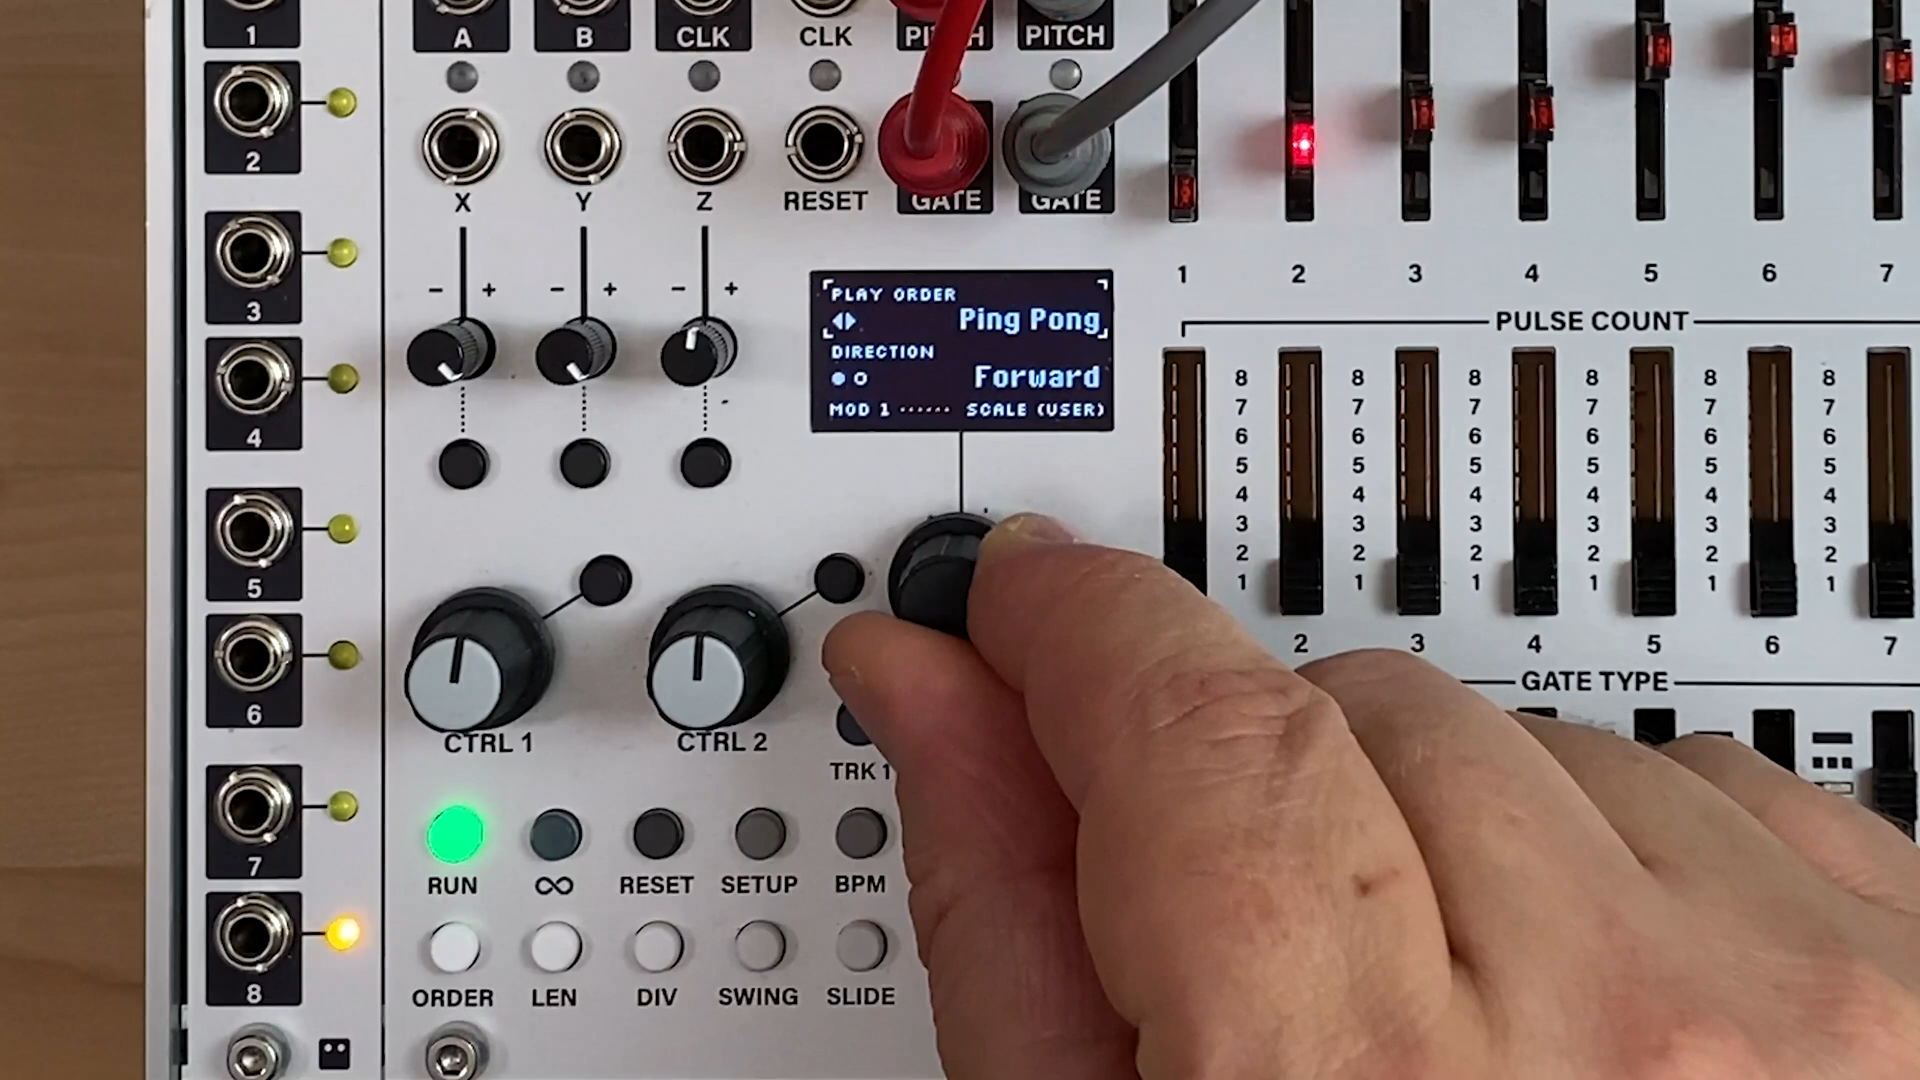 1
2
3
4
5
6
7
8
A B CLK CLK PITCH PITCH
X Y Z RESET GATE GATE
- + - + - +
PLAY ORDER
Ping Pong
DIRECTION
Forward
MOD 1 ...... SCALE (USER)
CTRL 1 CTRL 2
TRK 1
RUN ∞ RESET SETUP BPM
ORDER LEN DIV SWING SLIDE
1 2 3 4 5 6 7
PULSE COUNT
8 8 8 8 8 8
7 7 7 7 7 7
6 6 6 6 6 6
5 5 5 5 5 5
4 4 4 4 4 4
3 3 3 3 3 3
2 2 2 2 2 2
1 1 1 1 1 1
2 3 4 5 6 7
GATE TYPE